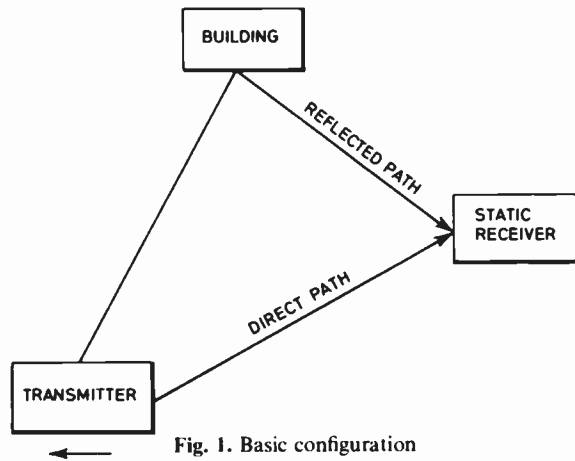 BUILDING
REFLECTED PATH
STATIC
RECEIVER
DIRECT PATH
TRANSMITTER
Fig. 1. Basic configuration